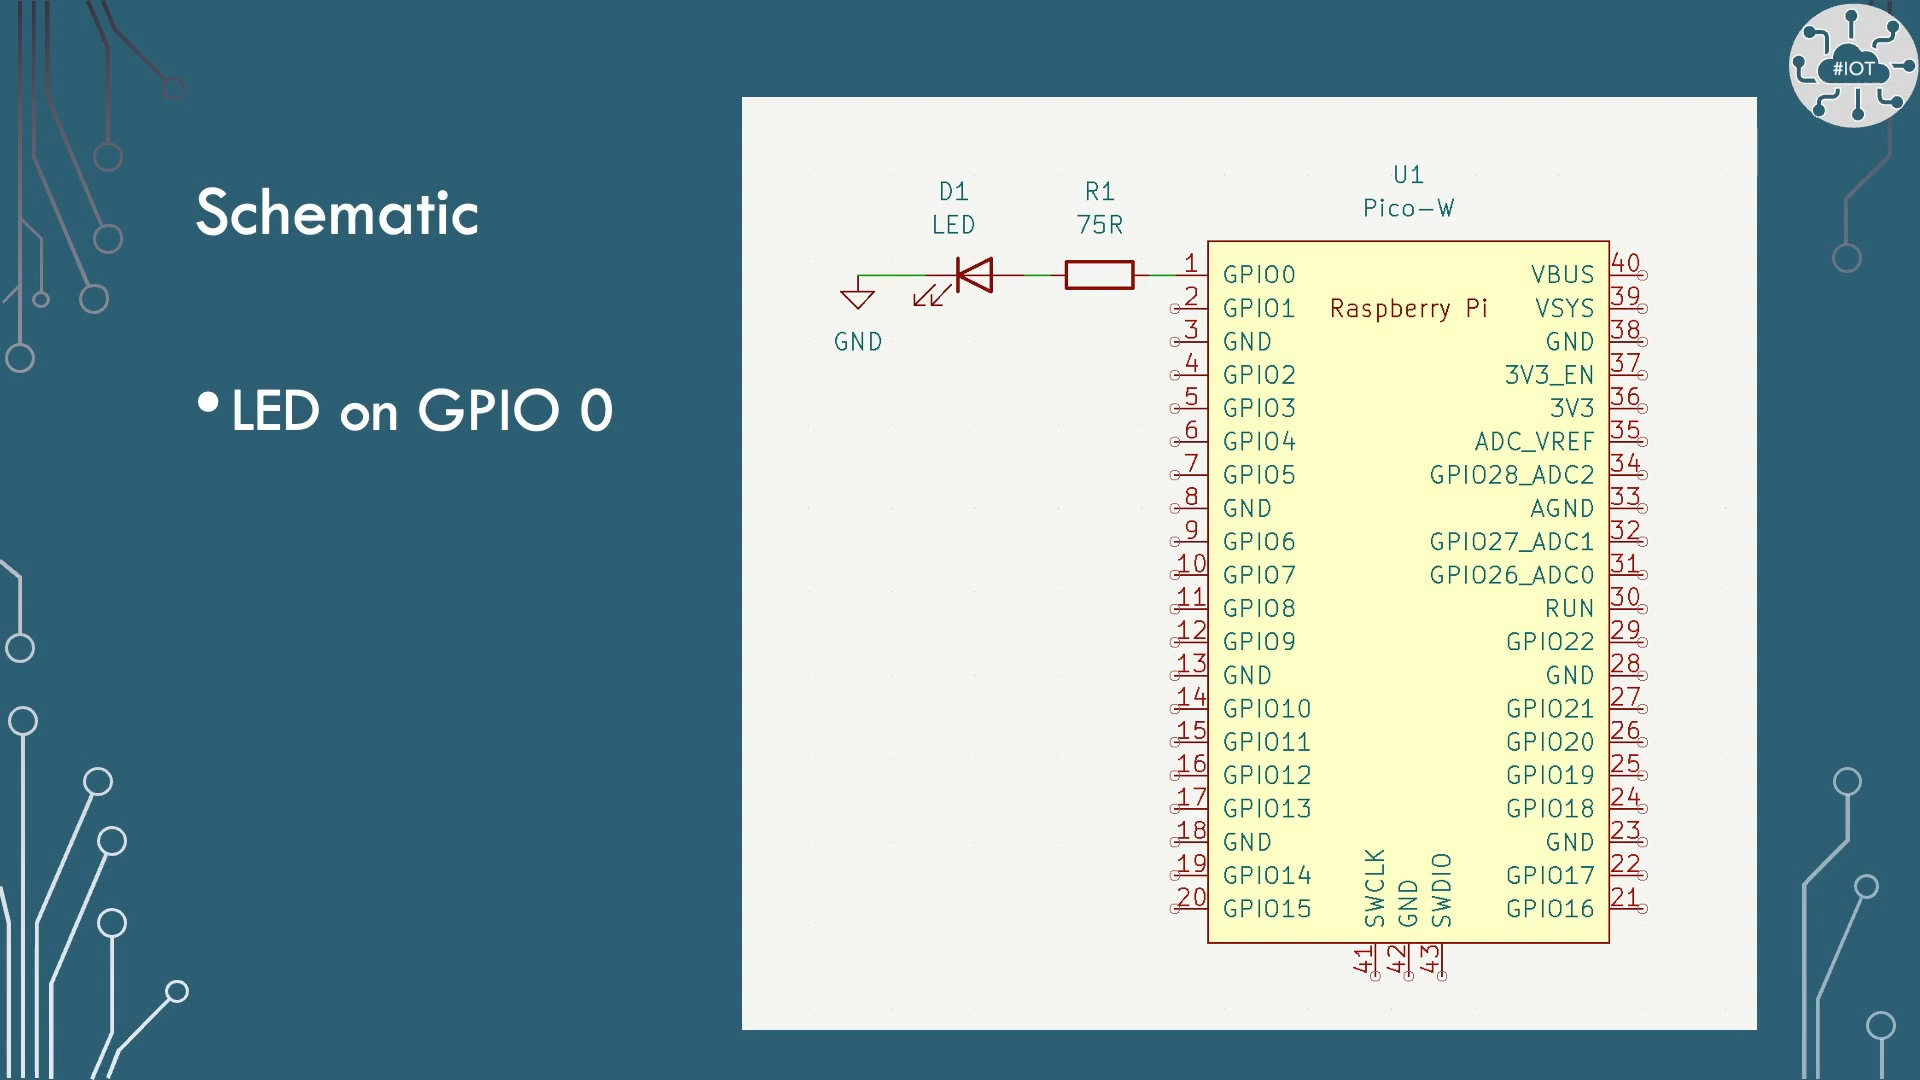 #IOT
Schematic
• LED on GPIO 0
D1
LED
R1
75R
U1
Pico-W
GND
Raspberry Pi
1 GPIO0
2 GPIO1
3 GND
4 GPIO2
5 GPIO3
6 GPIO4
7 GPIO5
8 GND
9 GPIO6
10 GPIO7
11 GPIO8
12 GPIO9
13 GND
14 GPIO10
15 GPIO11
16 GPIO12
17 GPIO13
18 GND
19 GPIO14
20 GPIO15
VBUS 40
VSYS 39
GND 38
3V3_EN 37
3V3 36
ADC_VREF 35
GPIO28_ADC2 34
AGND 33
GPIO27_ADC1 32
GPIO26_ADC0 31
RUN 30
GPIO22 29
GND 28
GPIO21 27
GPIO20 26
GPIO19 25
GPIO18 24
GND 23
GPIO17 22
GPIO16 21
SWCLK 41
GND 42
SWDIO 43